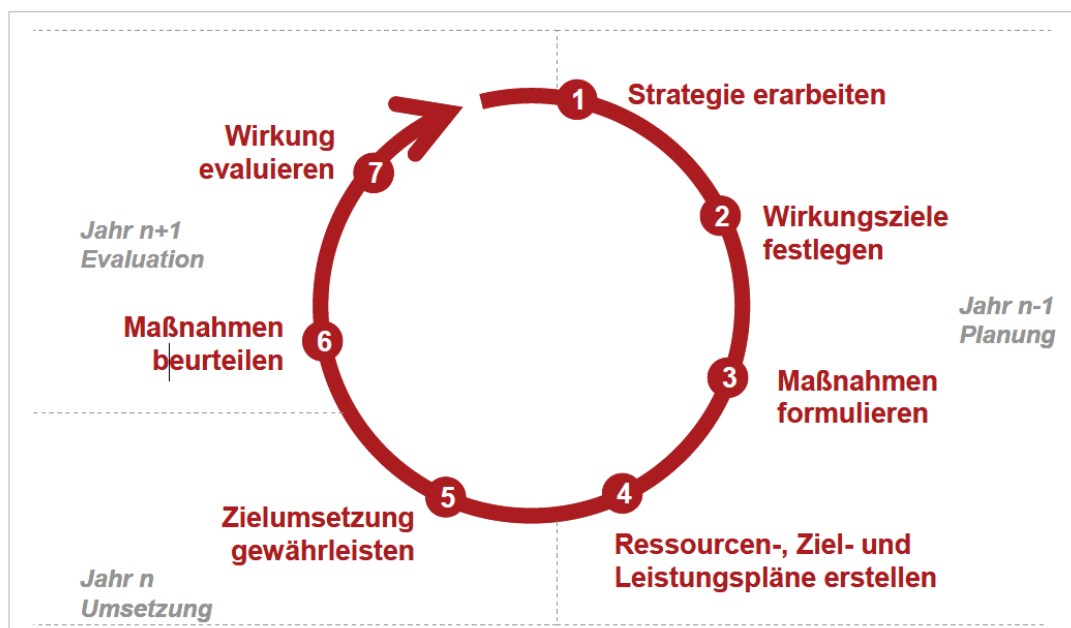 1
Strategie erarbeiten
2
Wirkungsziele
festlegen
Jahr n-1
Planung
3
Maßnahmen
formulieren
4
Ressourcen-, Ziel- und
Leistungspläne erstellen
5
Zielumsetzung
gewährleisten
Jahr n
Umsetzung
6
Maßnahmen
beurteilen
Jahr n+1
Evaluation
7
Wirkung
evaluieren